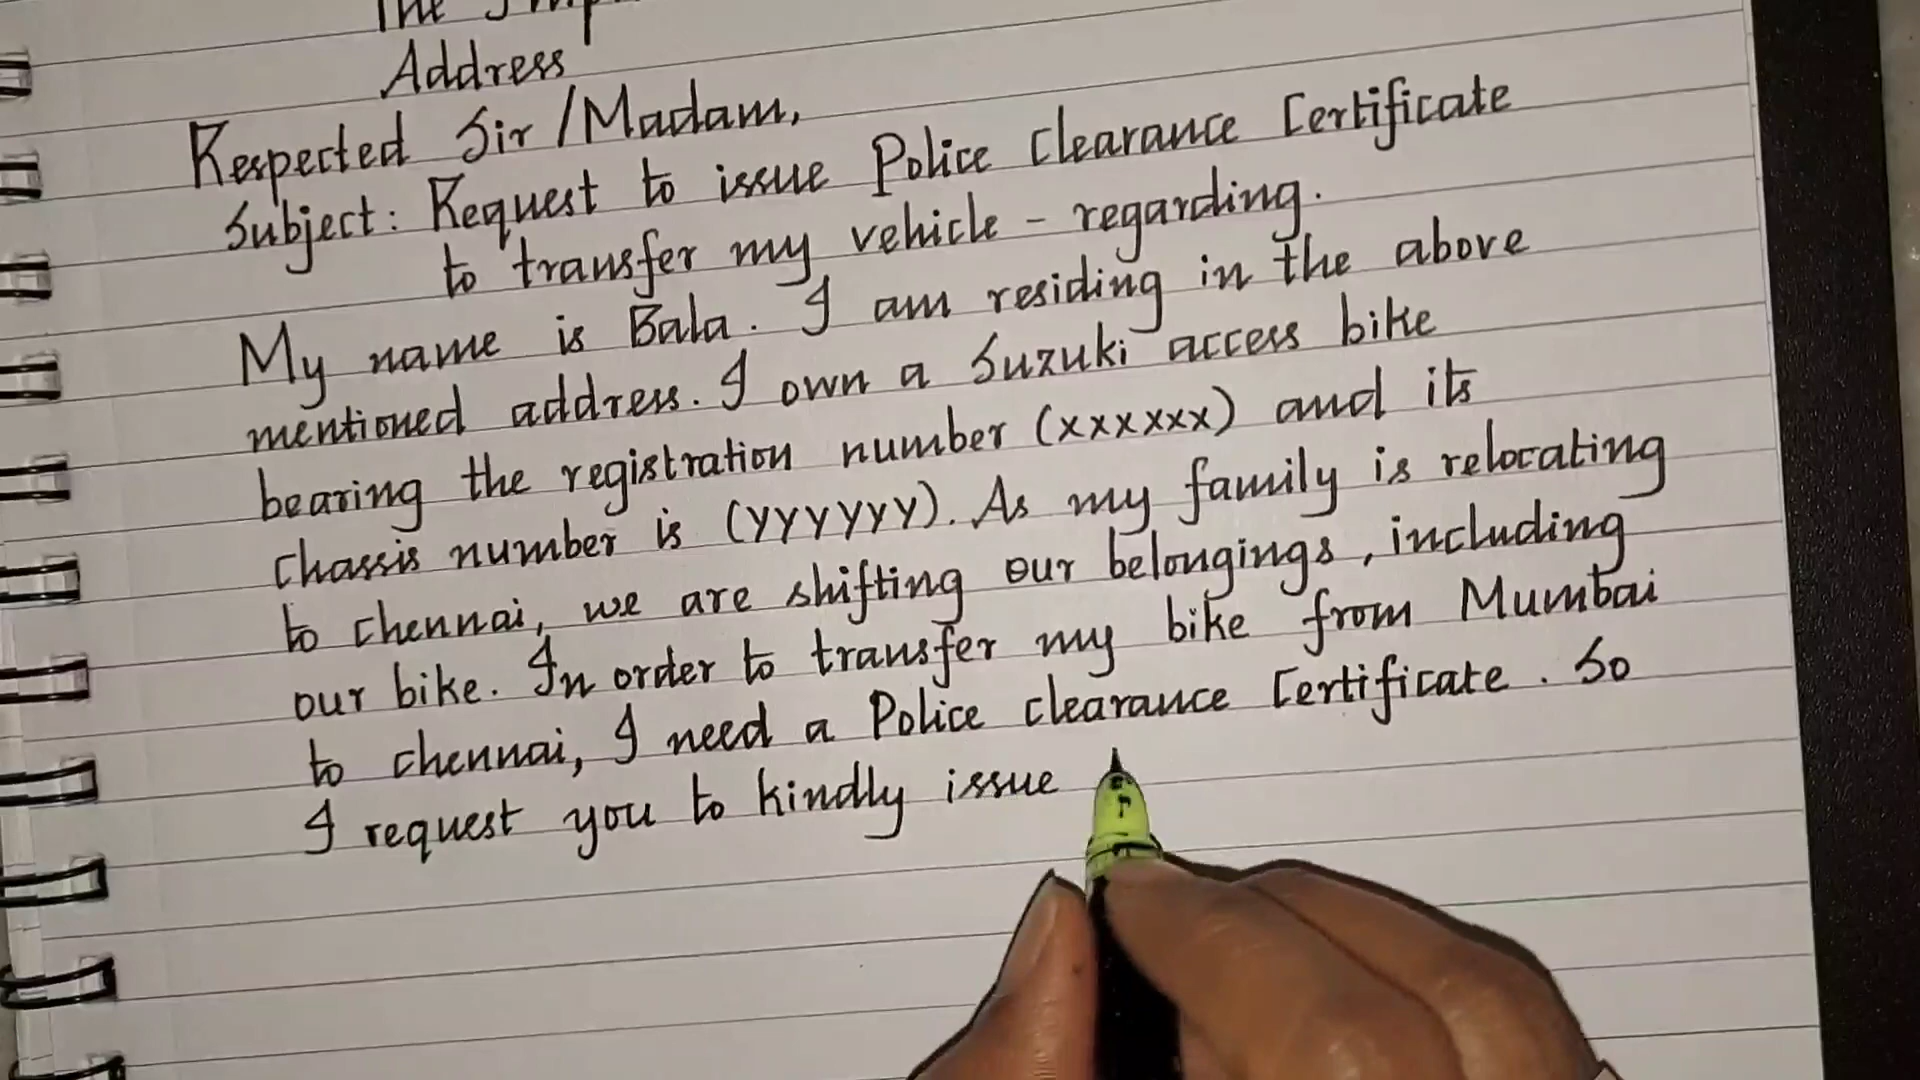 The
Address
Respected Sir/Madam,
Subject: Request to issue Police Clearance Certificate
to transfer my vehicle - regarding.
My name is Bala. I am residing in the above
mentioned address. I own a Suzuki access bike
bearing the registration number (xxxxxx) and its
chassis number is (YYYYYY). As my family is relocating
to chennai, we are shifting our belongings, including
our bike. In order to transfer my bike from Mumbai
to chennai, I need a Police clearance Certificate. So
I request you to kindly issue